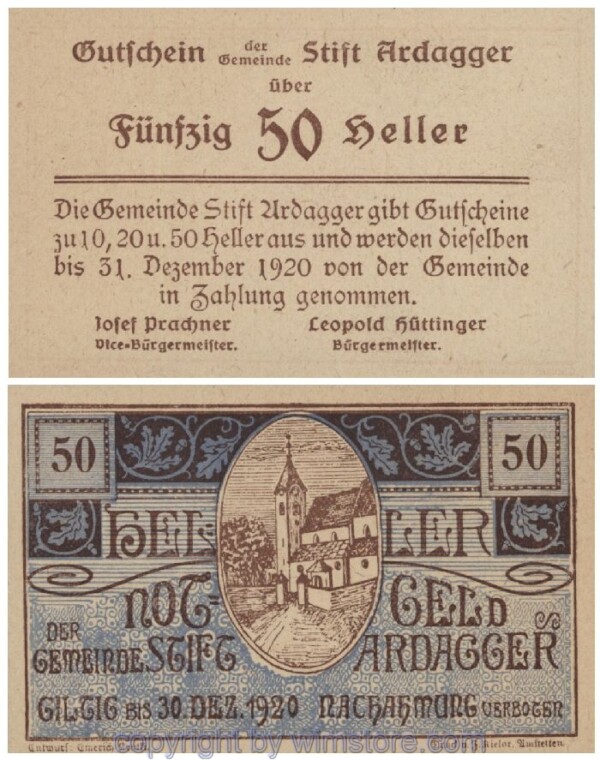 Gutschein der Gemeinde Stift Ardagger
über
Fünfzig 50 Heller
Die Gemeinde Stift Ardagger gibt Gutscheine
zu 10, 20 u. 50 Heller aus und werden dieselben
bis 31. Dezember 1920 von der Gemeinde
in Zahlung genommen.
Josef Prachner Leopold Hüttinger
Vice-Bürgermeister. Bürgermeister.
50 50
HEL- LER
NOT- GELD
DER GEMEINDE STIFT ARDAGGER
GILTIG BIS 30. DEZ. 1920 NACHAHMUNG VERBOTEN
Entwurf: Druck Amstetten.
copyright by wimstore.com